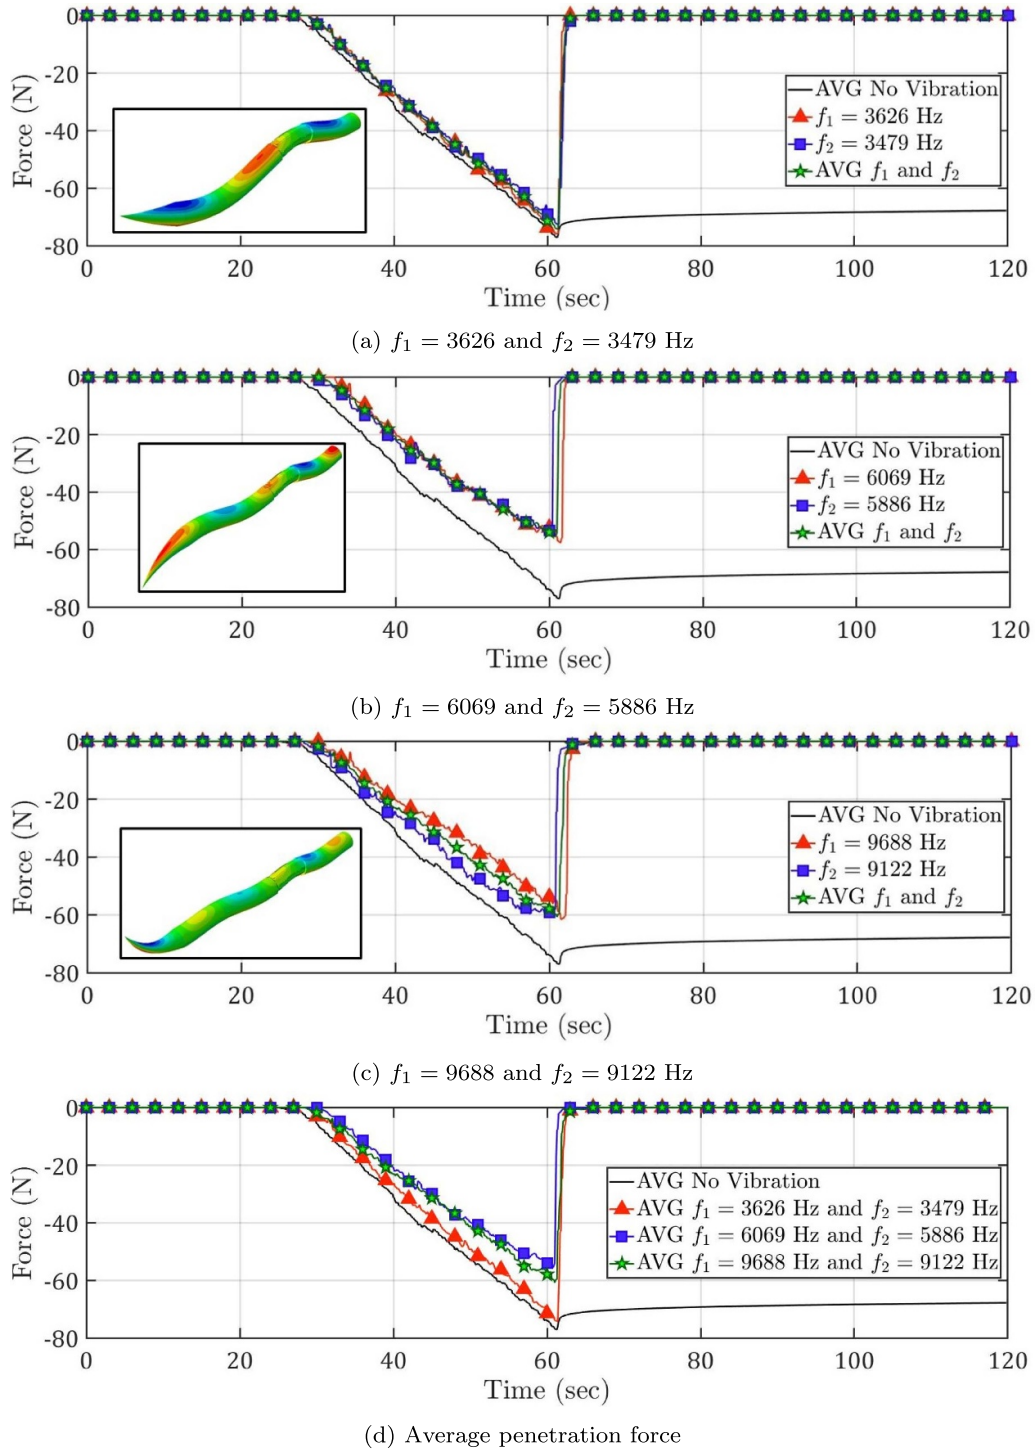 0
-20
-40
-60
-80
Force (N)
AVG No Vibration
f₁ = 3626 Hz
f₂ = 3479 Hz
AVG f₁ and f₂
0 20 40 60 80 100 120
Time (sec)
(a) f₁ = 3626 and f₂ = 3479 Hz
0
-20
-40
-60
-80
Force (N)
AVG No Vibration
f₁ = 6069 Hz
f₂ = 5886 Hz
AVG f₁ and f₂
0 20 40 60 80 100 120
Time (sec)
(b) f₁ = 6069 and f₂ = 5886 Hz
0
-20
-40
-60
-80
Force (N)
AVG No Vibration
f₁ = 9688 Hz
f₂ = 9122 Hz
AVG f₁ and f₂
0 20 40 60 80 100 120
Time (sec)
(c) f₁ = 9688 and f₂ = 9122 Hz
0
-20
-40
-60
-80
Force (N)
AVG No Vibration
AVG f₁ = 3626 Hz and f₂ = 3479 Hz
AVG f₁ = 6069 Hz and f₂ = 5886 Hz
AVG f₁ = 9688 Hz and f₂ = 9122 Hz
0 20 40 60 80 100 120
Time (sec)
(d) Average penetration force